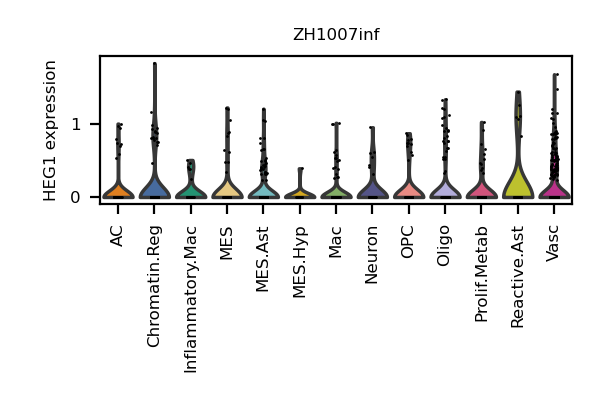 ZH1007inf
HEG1 expression
1
0
AC
Chromatin.Reg
Inflammatory.Mac
MES
MES.Ast
MES.Hyp
Mac
Neuron
OPC
Oligo
Prolif.Metab
Reactive.Ast
Vasc